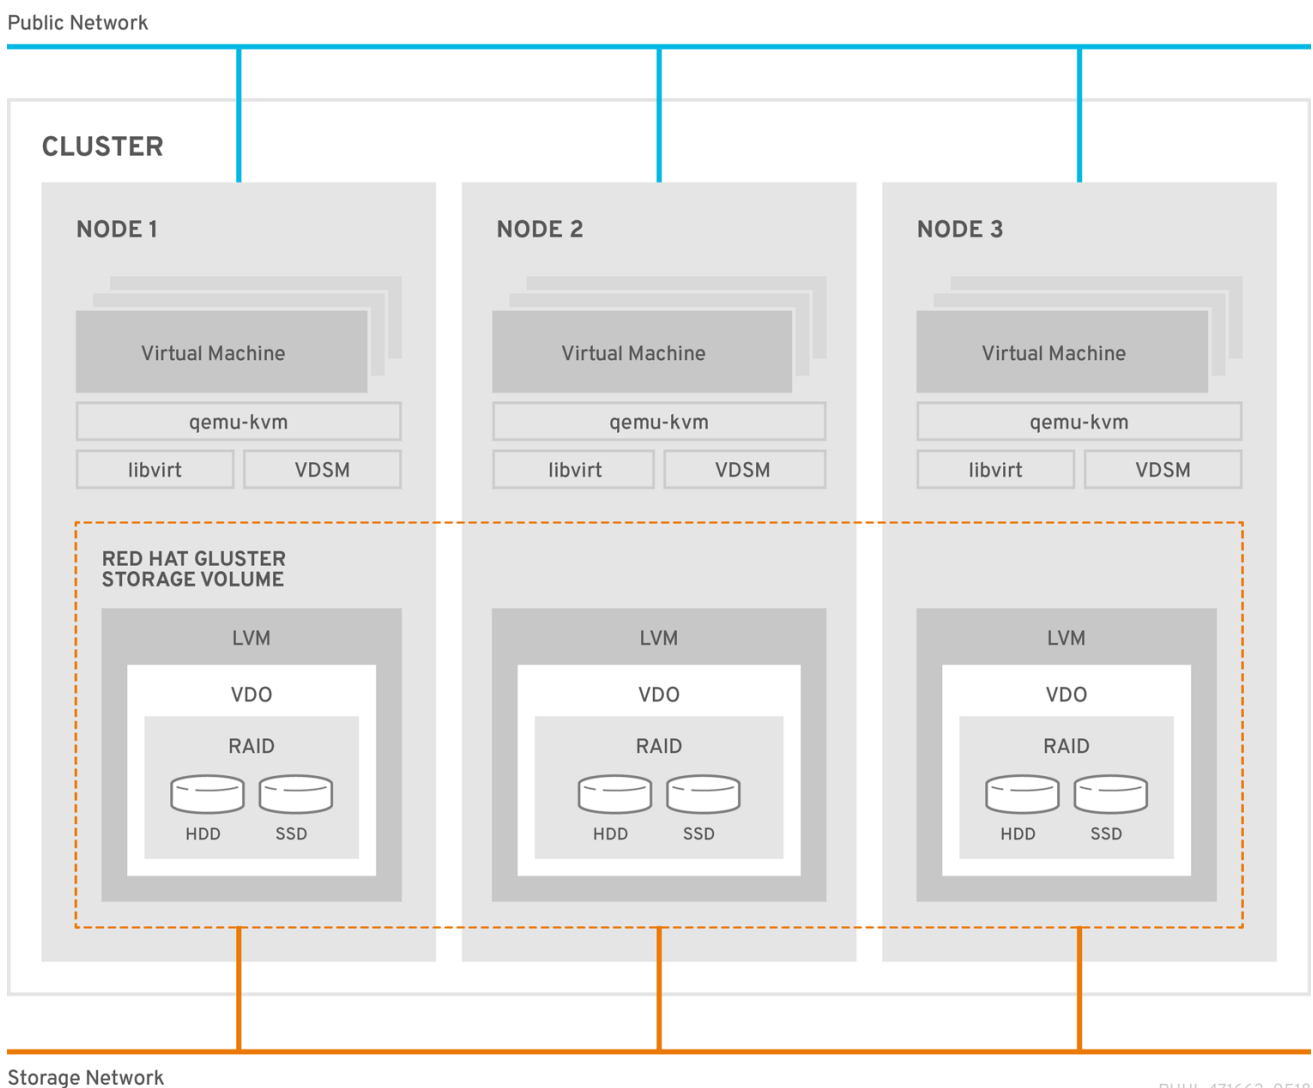 Public Network
CLUSTER
NODE 1
Virtual Machine
qemu-kvm
libvirt
VDSM
NODE 2
Virtual Machine
qemu-kvm
libvirt
VDSM
NODE 3
Virtual Machine
qemu-kvm
libvirt
VDSM
RED HAT GLUSTER
STORAGE VOLUME
LVM
VDO
RAID
HDD
SSD
LVM
VDO
RAID
HDD
SSD
LVM
VDO
RAID
HDD
SSD
Storage Network